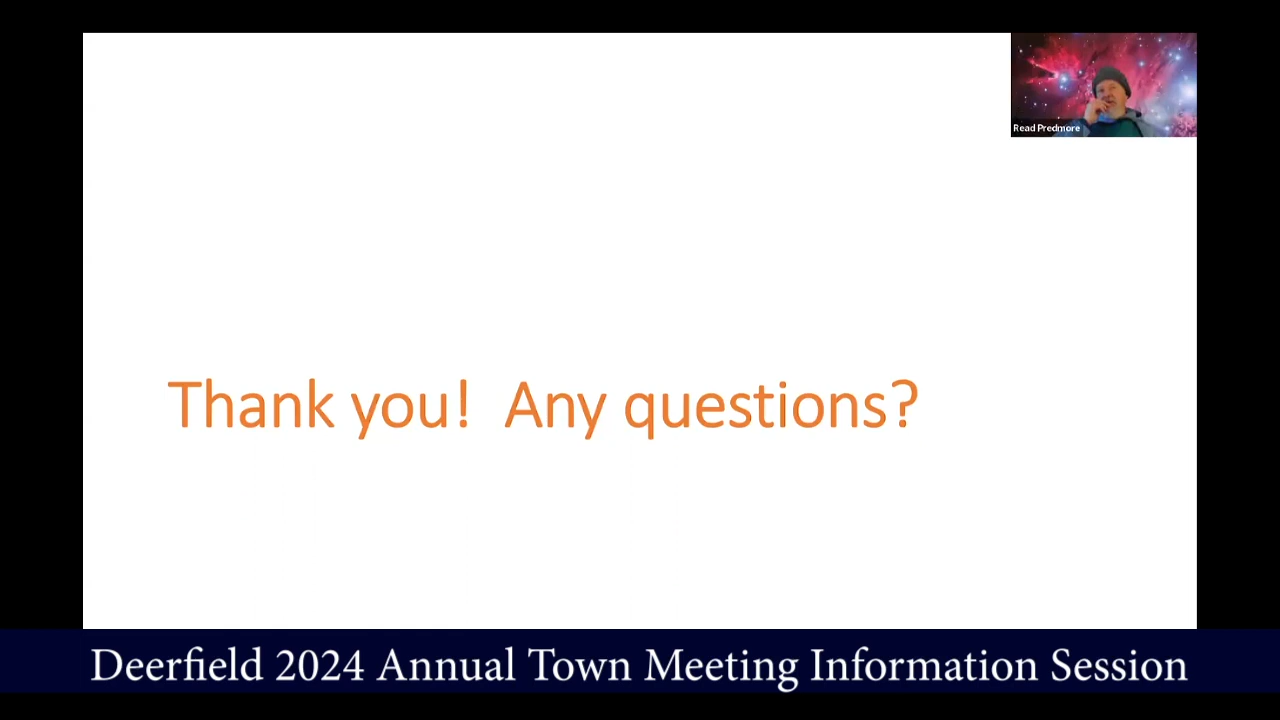 Read Predmore
Thank you! Any questions?
Deerfield 2024 Annual Town Meeting Information Session